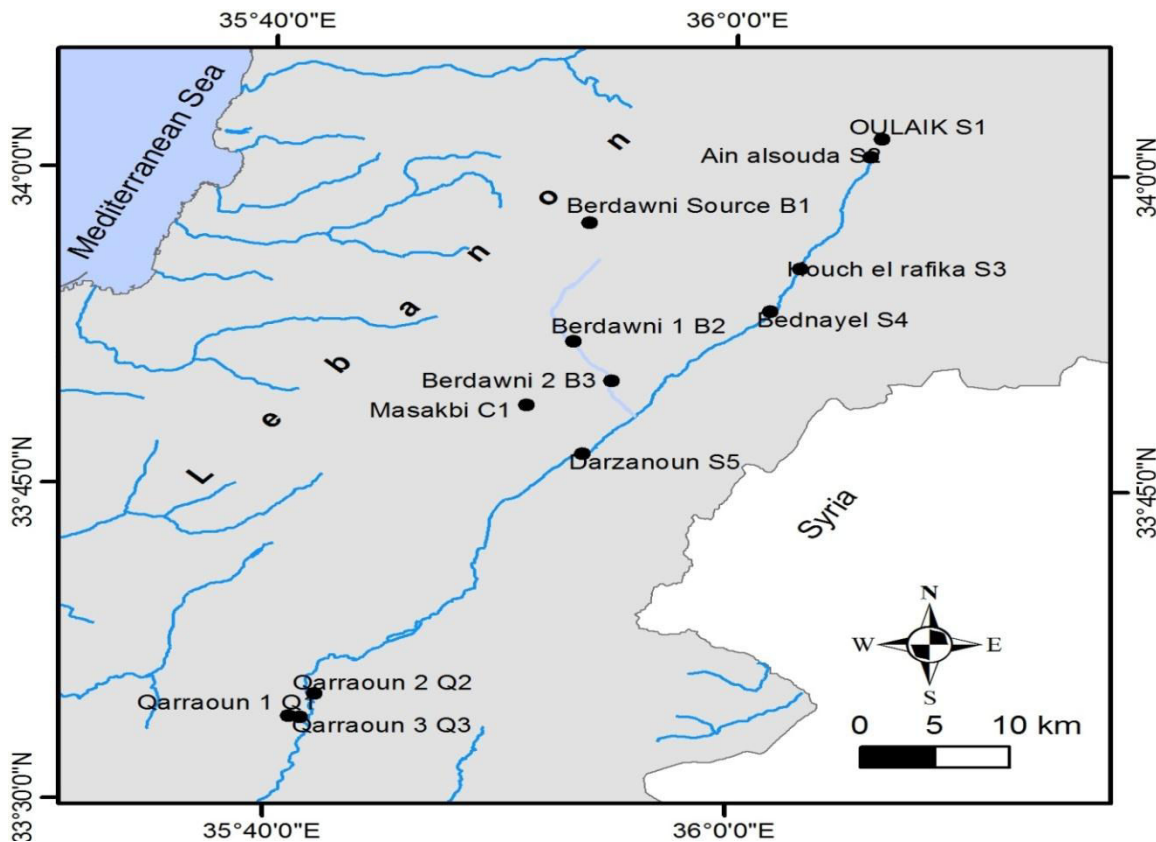 35°40'0"E
36°0'0"E
Mediterranean Sea
34°0'0"N
34°0'0"N
OULAIK S1
Ain alsouda S2
Berdawni Source B1
Houch el rafika S3
Bednayel S4
Berdawni 1 B2
Berdawni 2 B3
Masakbi C1
Darzanoun S5
Lebanon
33°45'0"N
33°45'0"N
Syria
N
W
E
S
Qarraoun 2 Q2
Qarraoun 1 Q1
Qarraoun 3 Q3
0 5 10 km
33°30'0"N
35°40'0"E
36°0'0"E